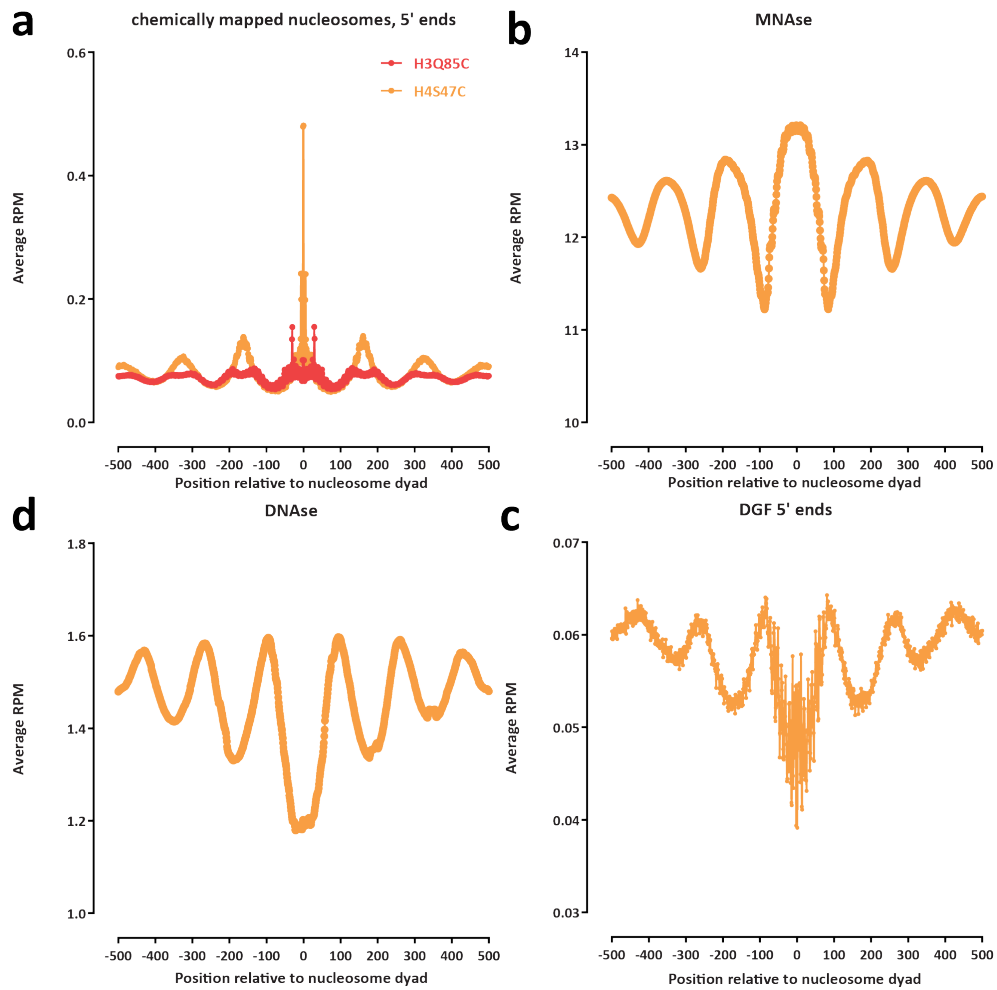 a
chemically mapped nucleosomes, 5' ends
H3Q85C
H4S47C
Average RPM
0.6
0.4
0.2
0.0
-500 -400 -300 -200 -100 0 100 200 300 400 500
Position relative to nucleosome dyad
b
MNAse
Average RPM
14
13
12
11
10
-500 -400 -300 -200 -100 0 100 200 300 400 500
Position relative to nucleosome dyad
d
DNAse
Average RPM
1.8
1.6
1.4
1.2
1.0
-500 -400 -300 -200 -100 0 100 200 300 400 500
Position relative to nucleosome dyad
c
DGF 5' ends
Average RPM
0.07
0.06
0.05
0.04
0.03
-500 -400 -300 -200 -100 0 100 200 300 400 500
Position relative to nucleosome dyad